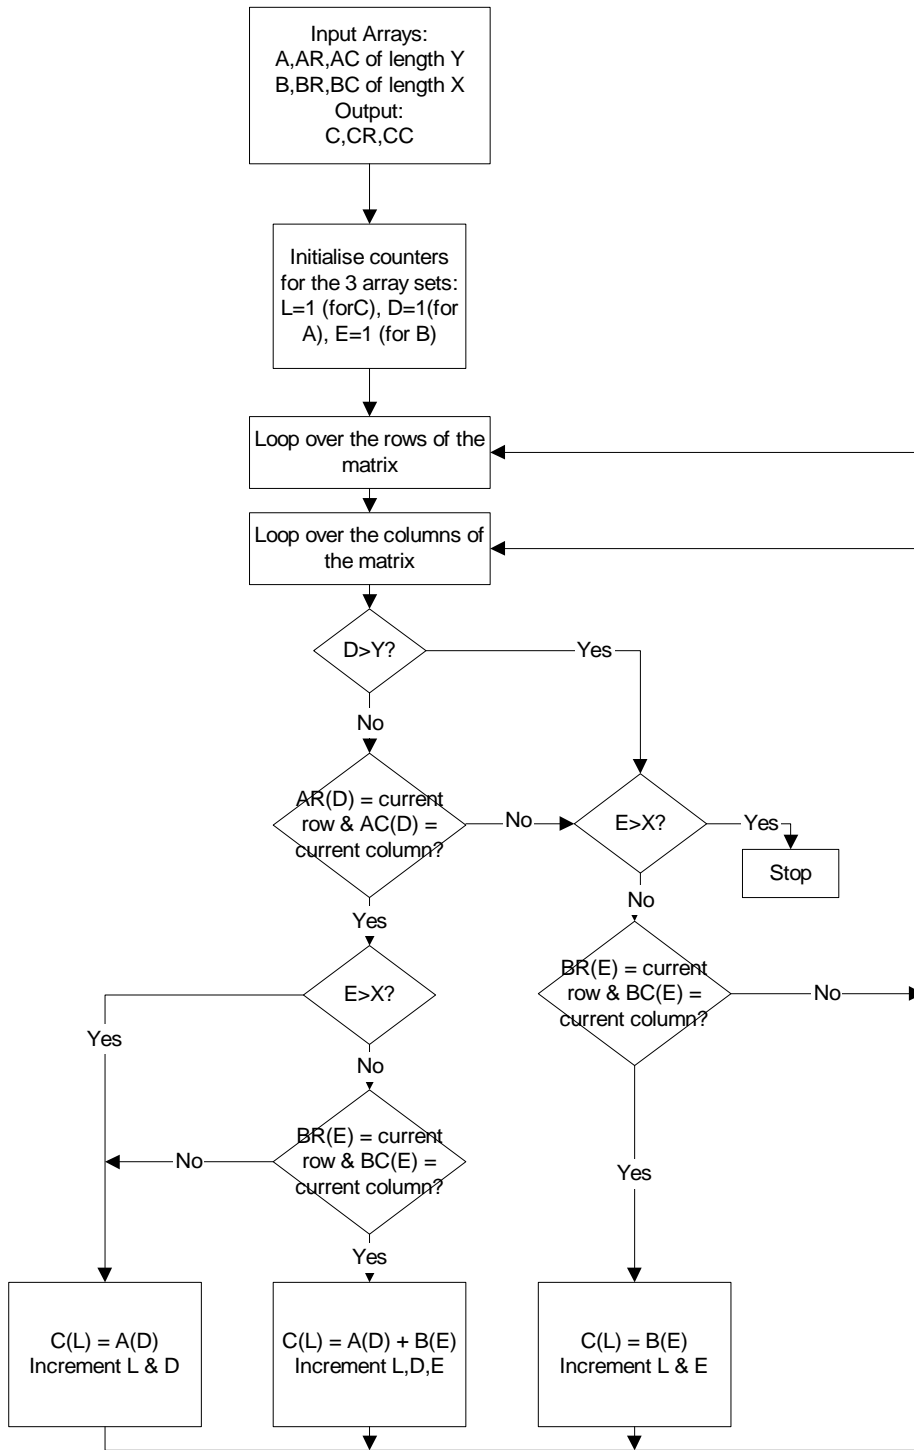 Input Arrays:
A,AR,AC of length Y
B,BR,BC of length X
Output:
C,CR,CC
Initialise counters
for the 3 array sets:
L=1 (forC), D=1(for
A), E=1 (for B)
Loop over the rows of the
matrix
Loop over the columns of
the matrix
D>Y?
Yes
No
AR(D) = current
row & AC(D) =
current column?
No
E>X?
Yes
Stop
Yes
No
E>X?
BR(E) = current
row & BC(E) =
current column?
No
Yes
No
BR(E) = current
row & BC(E) =
current column?
No
Yes
Yes
C(L) = A(D)
Increment L & D
C(L) = A(D) + B(E)
Increment L,D,E
C(L) = B(E)
Increment L & E